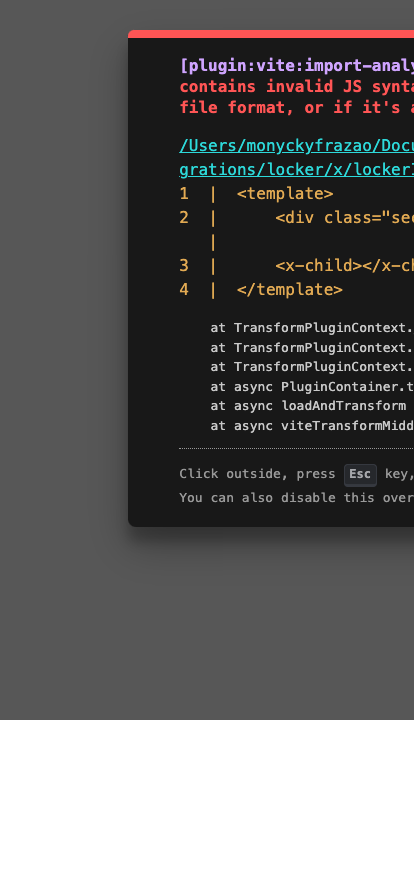 [plugin:vite:import-analy
contains invalid JS synta
file format, or if it's a
/Users/monyckyfrazao/Docu
grations/locker/x/locker
1  |  <template>
2  |      <div class="sec
   |
3  |      <x-child></x-ch
4  |  </template>
at TransformPluginContext.
at TransformPluginContext.
at TransformPluginContext.
at async PluginContainer.t
at async loadAndTransform
at async viteTransformMidd
Click outside, press Esc key,
You can also disable this over